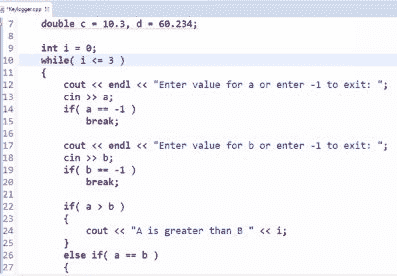 *Keylogger.cpp
7 double c = 10.3, d = 60.234;
8
9 int i = 0;
10 while( i <= 3 )
11 {
12 cout << endl << "Enter value for a or enter -1 to exit: ";
13 cin >> a;
14 if( a == -1 )
15 break;
16
17 cout << endl << "Enter value for b or enter -1 to exit: ";
18 cin >> b;
19 if( b == -1 )
20 break;
21
22 if( a > b )
23 {
24 cout << "A is greater than B " << i;
25 }
26 else if( a == b )
27 {